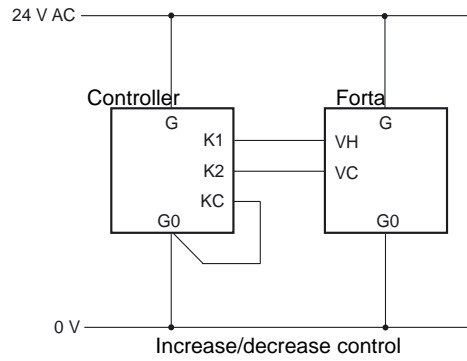 24 V AC
Controller
Forta
G
G
K1
VH
K2
VC
KC
G0
G0
0 V
Increase/decrease control